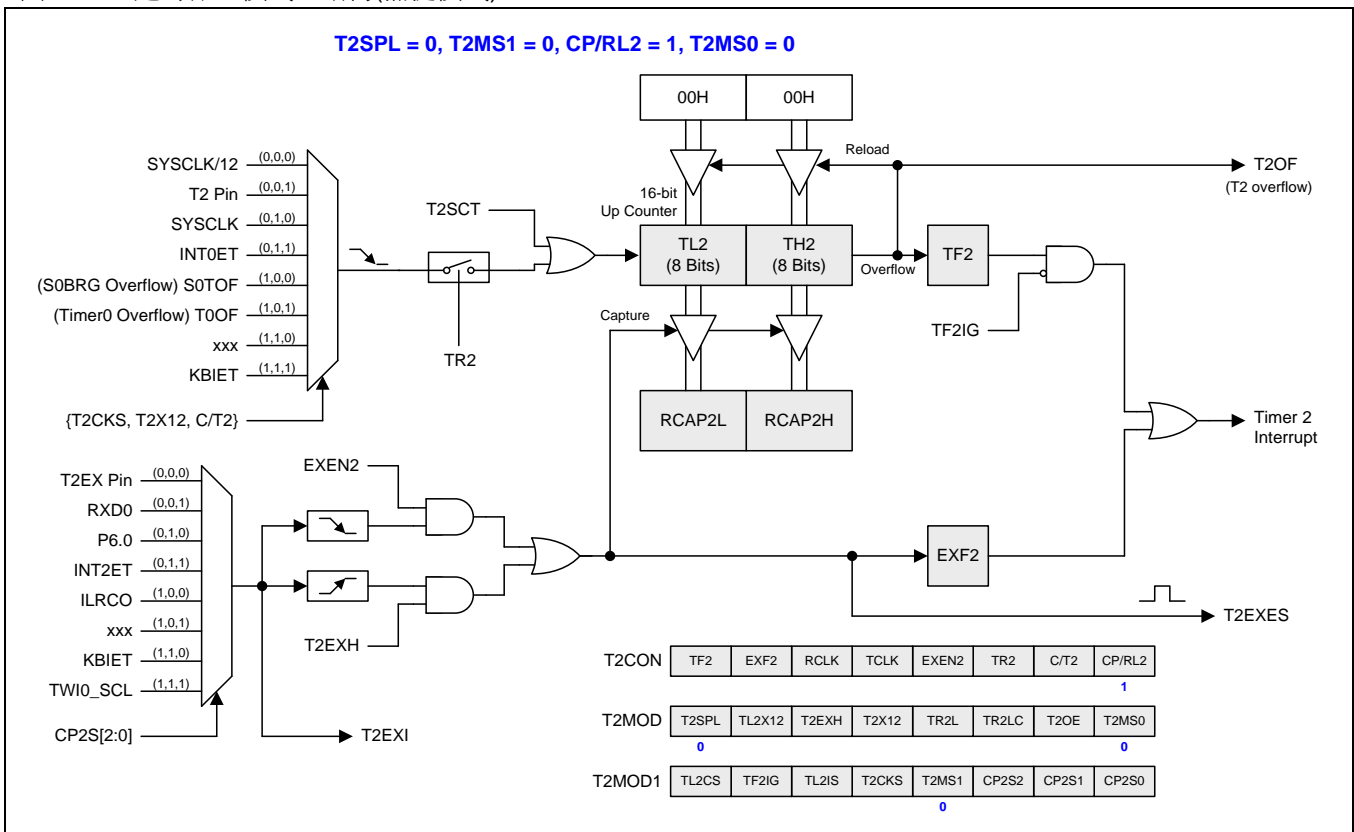 T2SPL = 0, T2MS1 = 0, CP/RL2 = 1, T2MS0 = 0
00H 00H
Reload
T2OF
(T2 overflow)
16-bit
Up Counter
SYSCLK/12 (0,0,0)
T2 Pin (0,0,1)
SYSCLK (0,1,0)
INT0ET (0,1,1)
(S0BRG Overflow) S0TOF (1,0,0)
(Timer0 Overflow) T0OF (1,0,1)
xxx (1,1,0)
KBIET (1,1,1)
{T2CKS, T2X12, C/T2}
T2SCT
TR2
TL2
(8 Bits)
TH2
(8 Bits)
Overflow
TF2
TF2IG
Capture
RCAP2L RCAP2H
Timer 2
Interrupt
T2EX Pin (0,0,0)
RXD0 (0,0,1)
P6.0 (0,1,0)
INT2ET (0,1,1)
ILRCO (1,0,0)
xxx (1,0,1)
KBIET (1,1,0)
TWI0_SCL (1,1,1)
CP2S[2:0]
EXEN2
T2EXH
T2EXI
EXF2
T2EXES
T2CON TF2 EXF2 RCLK TCLK EXEN2 TR2 C/T2 CP/RL2
1
T2MOD T2SPL TL2X12 T2EXH T2X12 TR2L TR2LC T2OE T2MS0
0 0
T2MOD1 TL2CS TF2IG TL2IS T2CKS T2MS1 CP2S2 CP2S1 CP2S0
0